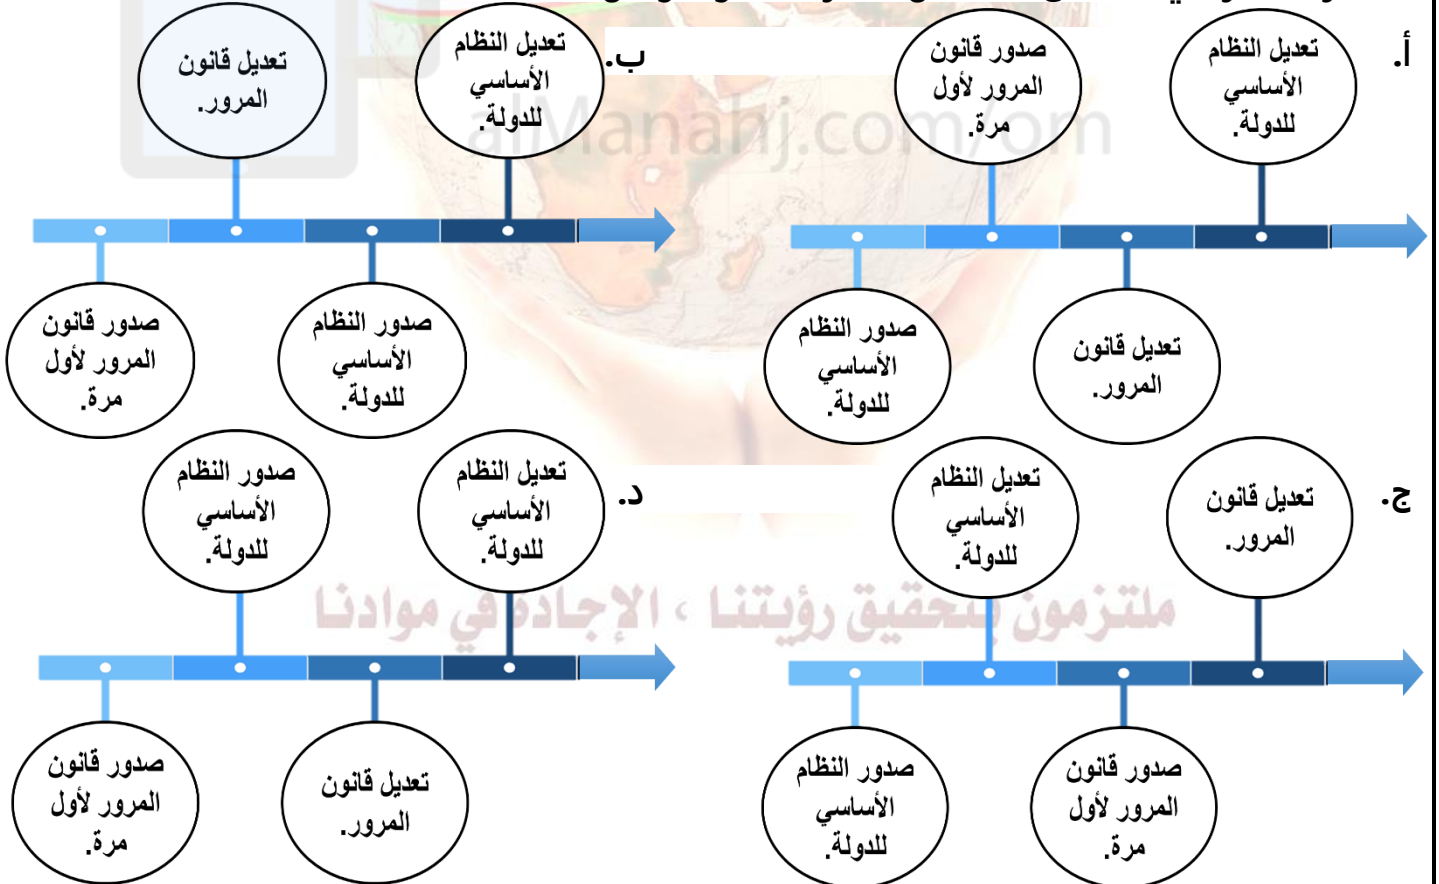 أ.
تعديل النظام
الأساسي
للدولة.
صدور قانون
المرور لأول
مرة.
تعديل قانون
المرور.
صدور النظام
الأساسي
للدولة.
ب.
تعديل النظام
الأساسي
للدولة.
تعديل قانون
المرور.
صدور النظام
الأساسي
للدولة.
صدور قانون
المرور لأول
مرة.
alManahj.com/om
ج.
تعديل قانون
المرور.
تعديل النظام
الأساسي
للدولة.
صدور قانون
المرور لأول
مرة.
صدور النظام
الأساسي
للدولة.
د.
تعديل النظام
الأساسي
للدولة.
صدور النظام
الأساسي
للدولة.
تعديل قانون
المرور.
صدور قانون
المرور لأول
مرة.
ملتزمون بتحقيق رؤيتنا ، الإجادة في موادنا